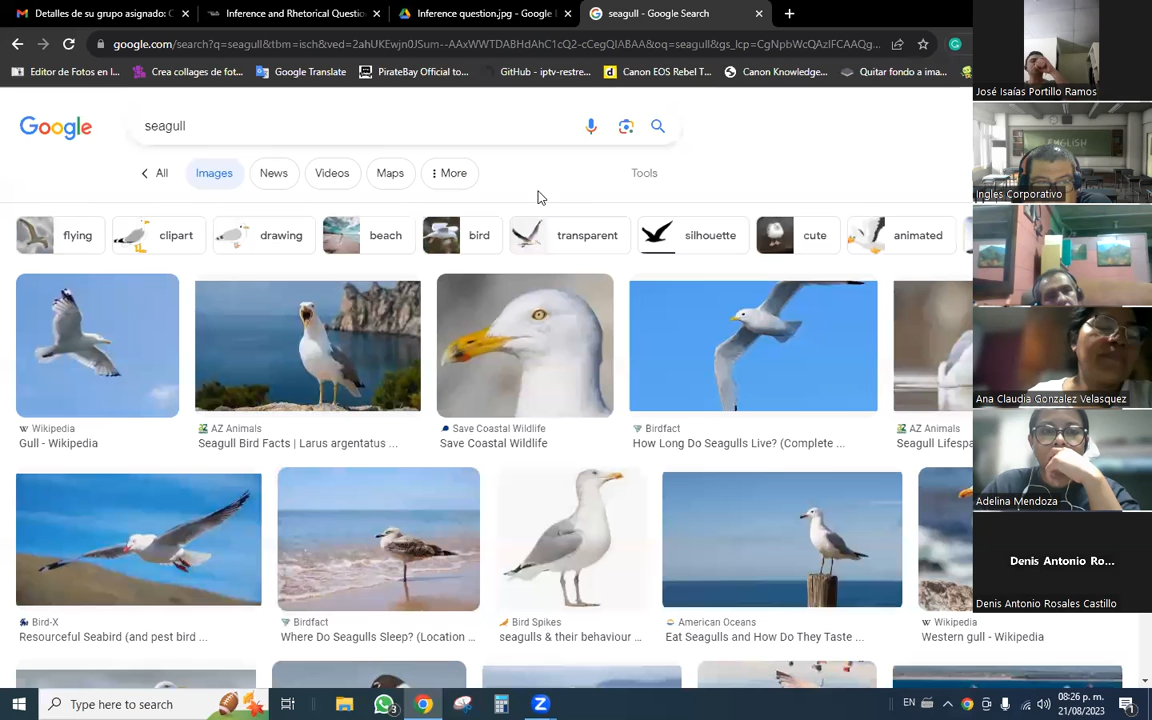 Detalles de su grupo asignado: C
Inference and Rhetorical Questio
Inference question.jpg - Google
seagull - Google Search
google.com/search?q=seagull&tbm=isch&ved=2ahUKEwjn0JSum--AAxWWTDABHdAhC1cQ2-cCegQIABAA&oq=seagull&gs_lcp=CgNpbWcQAzIFCAAQg...
Editor de Fotos en l...
Crea collages de fot...
Google Translate
PirateBay Official to...
GitHub - iptv-restre...
Canon EOS Rebel T...
Canon Knowledge...
Quitar fondo a ima...
Google
seagull
All
Images
News
Videos
Maps
More
Tools
flying
clipart
drawing
beach
bird
transparent
silhouette
cute
animated
Wikipedia
Gull - Wikipedia
AZ Animals
Seagull Bird Facts | Larus argentatus ...
Save Coastal Wildlife
Save Coastal Wildlife
Birdfact
How Long Do Seagulls Live? (Complete ...
AZ Animals
Seagull Lifespa
Bird-X
Resourceful Seabird (and pest bird ...
Birdfact
Where Do Seagulls Sleep? (Location ...
Bird Spikes
seagulls & their behaviour ...
American Oceans
Eat Seagulls and How Do They Taste ...
Wikipedia
Western gull - Wikipedia
José Isaías Portillo Ramos
ENGLISH
Ingles Corporativo
Ana Claudia Gonzalez Velasquez
Adelina Mendoza
Denis Antonio Ro...
Denis Antonio Rosales Castillo
Type here to search
3
EN
08:26 p. m.
21/08/2023
1